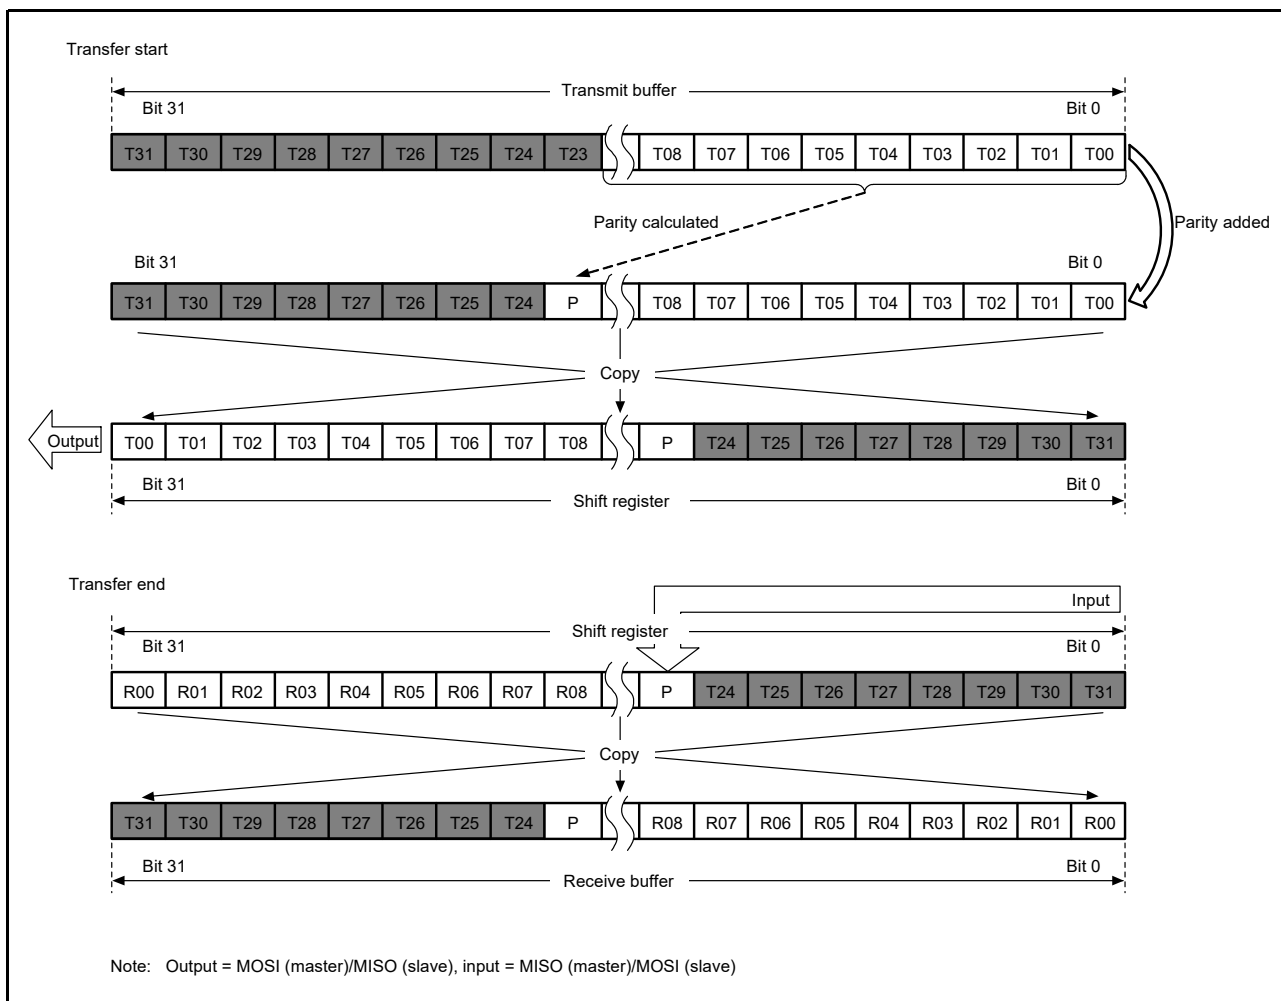 Transfer start
Transmit buffer
Bit 31 Bit 0
T31 T30 T29 T28 T27 T26 T25 T24 T23 T08 T07 T06 T05 T04 T03 T02 T01 T00
Parity calculated Parity added
Bit 31 Bit 0
T31 T30 T29 T28 T27 T26 T25 T24 P T08 T07 T06 T05 T04 T03 T02 T01 T00
Copy
Output T00 T01 T02 T03 T04 T05 T06 T07 T08 P T24 T25 T26 T27 T28 T29 T30 T31
Bit 31 Bit 0
Shift register
Transfer end
Input
Shift register
Bit 31 Bit 0
R00 R01 R02 R03 R04 R05 R06 R07 R08 P T24 T25 T26 T27 T28 T29 T30 T31
Copy
T31 T30 T29 T28 T27 T26 T25 T24 P R08 R07 R06 R05 R04 R03 R02 R01 R00
Bit 31 Bit 0
Receive buffer
Note: Output = MOSI (master)/MISO (slave), input = MISO (master)/MOSI (slave)